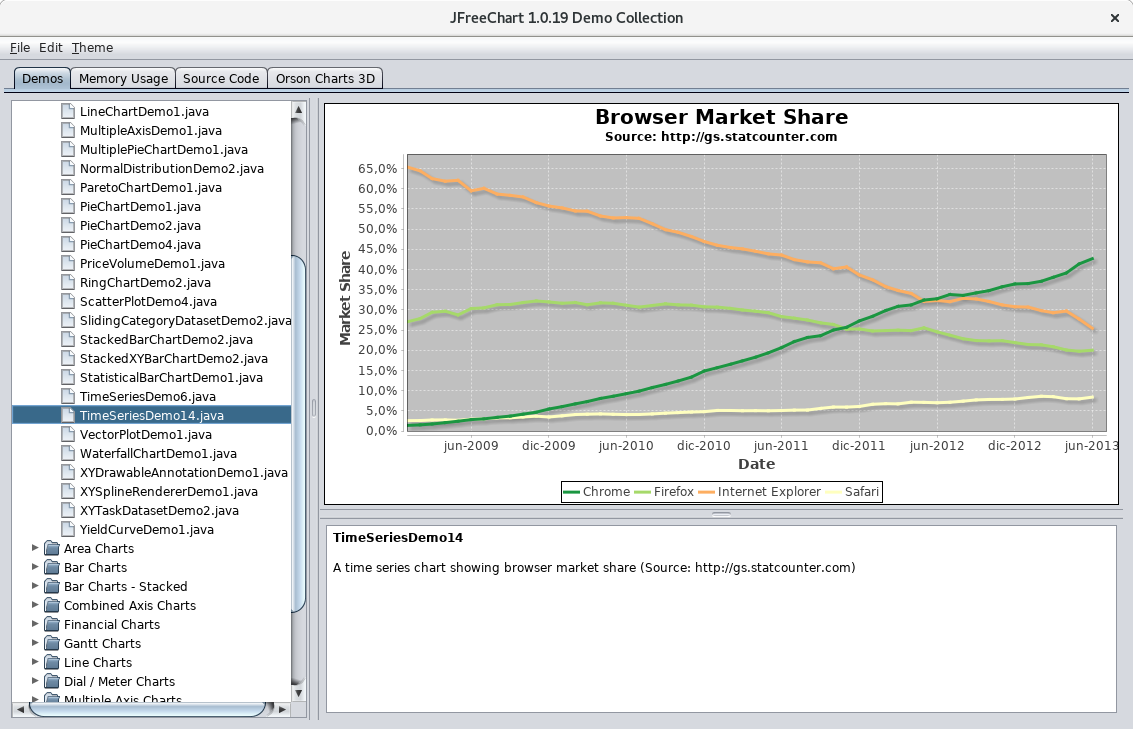 JFreeChart 1.0.19 Demo Collection
File Edit Theme
Demos Memory Usage Source Code Orson Charts 3D
LineChartDemo1.java
MultipleAxisDemo1.java
MultiplePieChartDemo1.java
NormalDistributionDemo2.java
ParetoChartDemo1.java
PieChartDemo1.java
PieChartDemo2.java
PieChartDemo4.java
PriceVolumeDemo1.java
RingChartDemo2.java
ScatterPlotDemo4.java
SlidingCategoryDatasetDemo2.java
StackedBarChartDemo2.java
StackedXYBarChartDemo2.java
StatisticalBarChartDemo1.java
TimeSeriesDemo6.java
TimeSeriesDemo14.java
VectorPlotDemo1.java
WaterfallChartDemo1.java
XYDrawableAnnotationDemo1.java
XYSplineRendererDemo1.java
XYTaskDatasetDemo2.java
YieldCurveDemo1.java
Area Charts
Bar Charts
Bar Charts - Stacked
Combined Axis Charts
Financial Charts
Gantt Charts
Line Charts
Dial / Meter Charts
Multiple Axis Charts
Browser Market Share
Source: http://gs.statcounter.com
Market Share
65,0%
60,0%
55,0%
50,0%
45,0%
40,0%
35,0%
30,0%
25,0%
20,0%
15,0%
10,0%
5,0%
0,0%
jun-2009 dic-2009 jun-2010 dic-2010 jun-2011 dic-2011 jun-2012 dic-2012 jun-2013
Date
Chrome Firefox Internet Explorer Safari
TimeSeriesDemo14
A time series chart showing browser market share (Source: http://gs.statcounter.com)